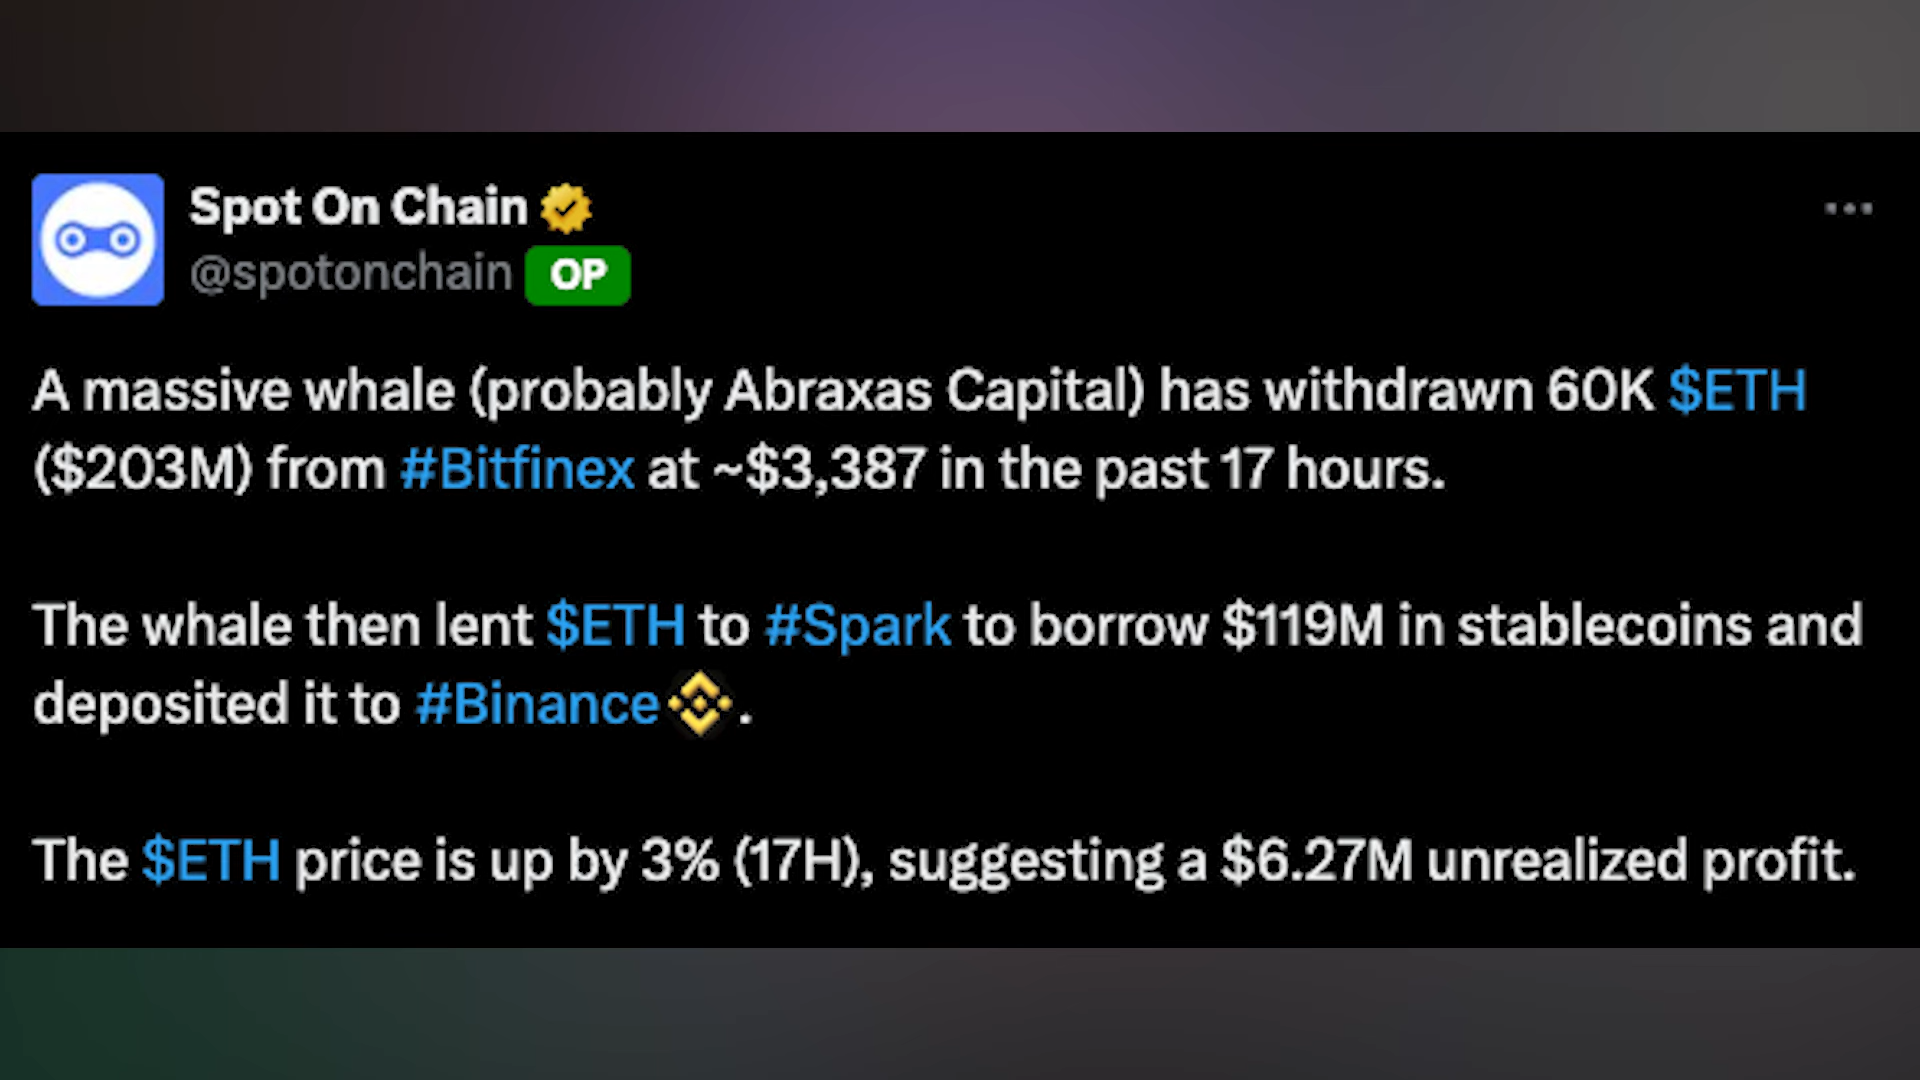 Spot On Chain
@spotonchain OP
A massive whale (probably Abraxas Capital) has withdrawn 60K $ETH
($203M) from #Bitfinex at ~$3,387 in the past 17 hours.
The whale then lent $ETH to #Spark to borrow $119M in stablecoins and
deposited it to #Binance.
The $ETH price is up by 3% (17H), suggesting a $6.27M unrealized profit.